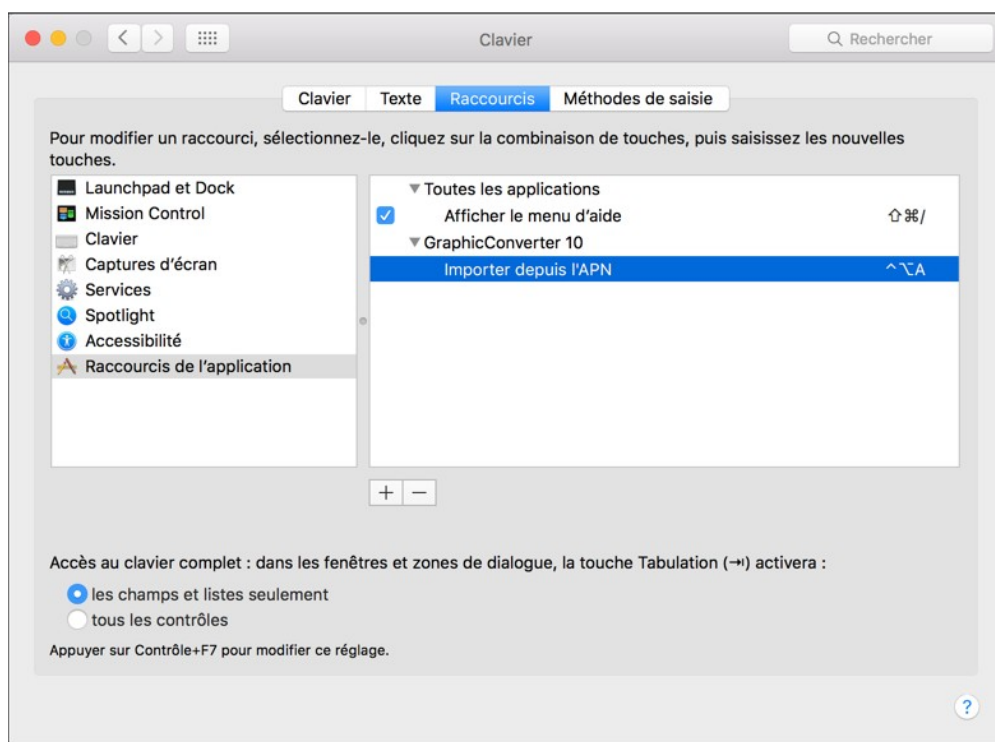 Clavier
Rechercher
Clavier Texte Raccourcis Méthodes de saisie
Pour modifier un raccourci, sélectionnez-le, cliquez sur la combinaison de touches, puis saisissez les nouvelles
touches.
Launchpad et Dock
Mission Control
Clavier
Captures d’écran
Services
Spotlight
Accessibilité
Raccourcis de l’application
Toutes les applications
Afficher le menu d’aide ⇧⌘/
GraphicConverter 10
Importer depuis l'APN ^⌥A
+ −
Accès au clavier complet : dans les fenêtres et zones de dialogue, la touche Tabulation (⇥) activera :
les champs et listes seulement
tous les contrôles
Appuyer sur Contrôle+F7 pour modifier ce réglage.
?